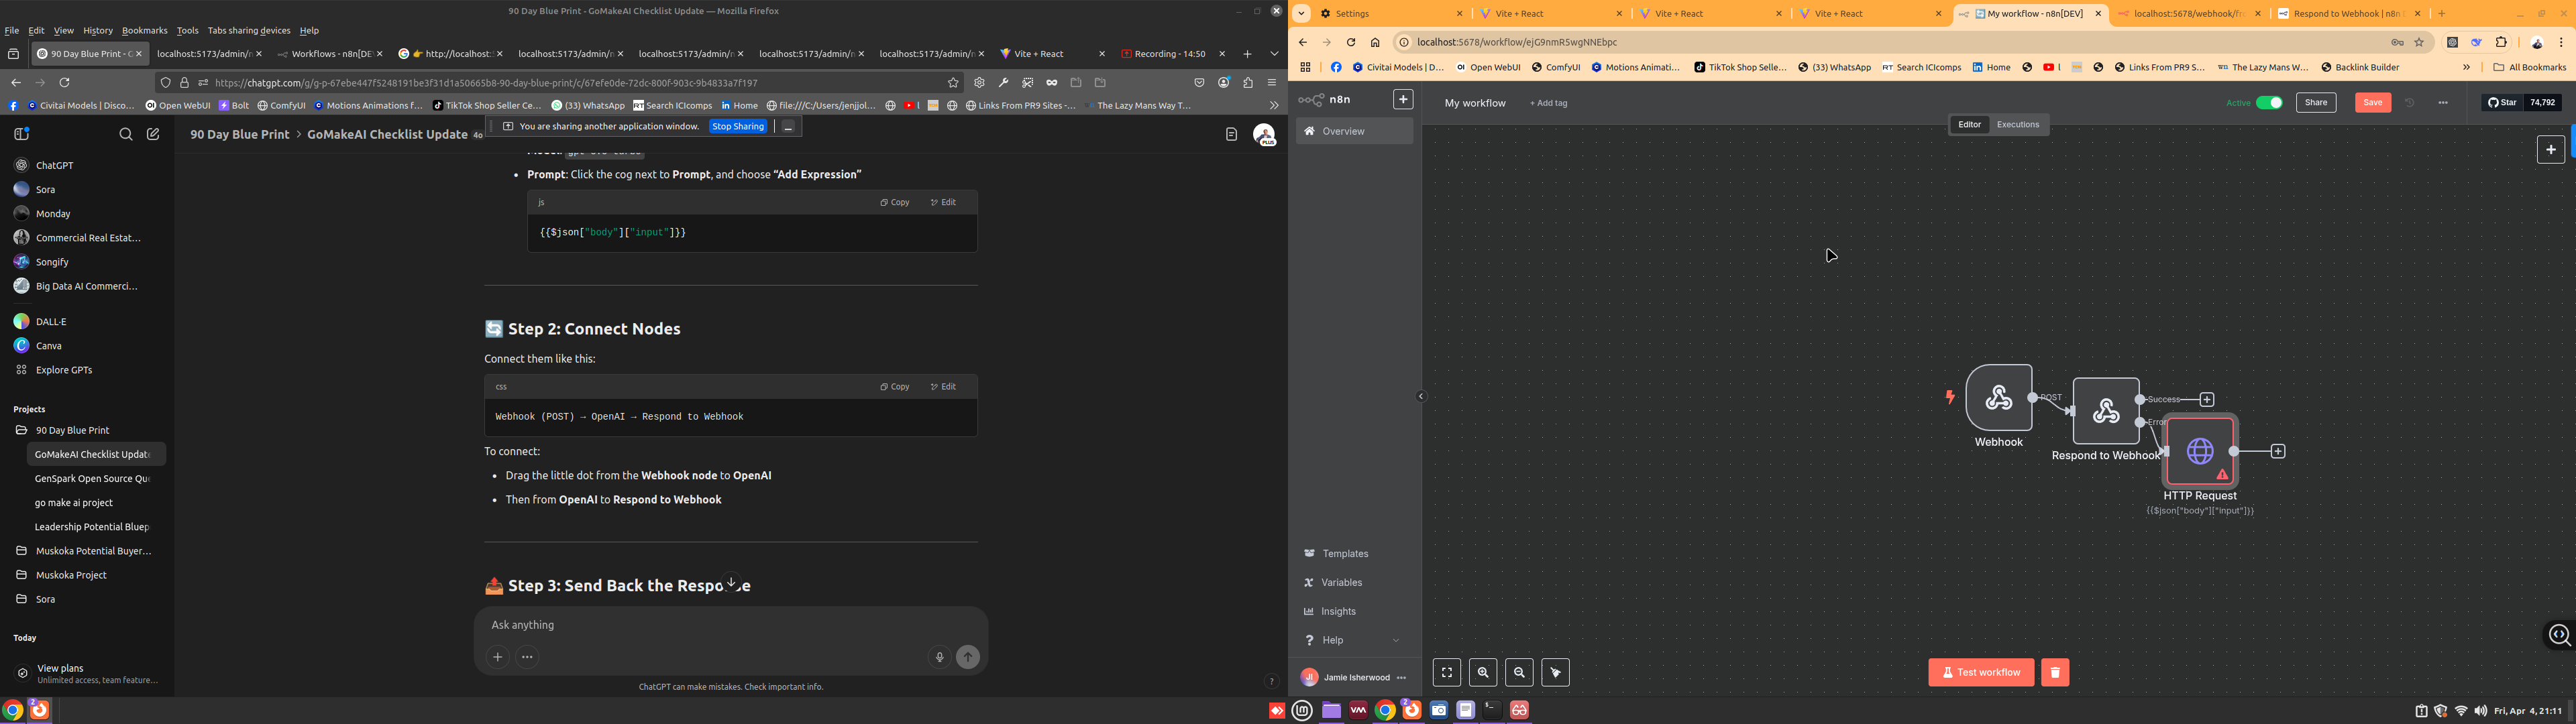 90 Day Blue Print - GoMakeAI Checklist Update — Mozilla Firefox
File Edit View History Bookmarks Tools Tabs sharing devices Help
90 Day Blue Print - G
localhost:5173/admin/n
Workflows - n8n[DE
http://localhost:
localhost:5173/admin/n
localhost:5173/admin/n
localhost:5173/admin/n
localhost:5173/admin/n
Vite + React
Recording - 14:50
https://chatgpt.com/g/g-p-67ebe447f5248191be3f31d1a50665b8-90-day-blue-print/c/67efe0de-72dc-800f-903c-9b4833a7f197
Civitai Models | Disco...
Open WebUI
Bolt
ComfyUI
Motions Animations f...
TikTok Shop Seller Ce...
(33) WhatsApp
Search ICIcomps
Home
file:///C:/Users/jenjjol...
Links From PR9 Sites -...
The Lazy Mans Way T...
90 Day Blue Print > GoMakeAI Checklist Update 4o
You are sharing another application window. Stop Sharing
PLUS
ChatGPT
Sora
Monday
Commercial Real Estat...
Songify
Big Data AI Commerci...
DALL·E
Canva
Explore GPTs
Projects
90 Day Blue Print
GoMakeAI Checklist Updat
GenSpark Open Source Qu
go make ai project
Leadership Potential Bluep
Muskoka Potential Buyer...
Muskoka Project
Sora
Today
View plans
Unlimited access, team feature...
Prompt: Click the cog next to Prompt, and choose “Add Expression”
js Copy Edit
{{$json["body"]["input"]}}
🔄 Step 2: Connect Nodes
Connect them like this:
css Copy Edit
Webhook (POST) → OpenAI → Respond to Webhook
To connect:
Drag the little dot from the Webhook node to OpenAI
Then from OpenAI to Respond to Webhook
📤 Step 3: Send Back the Response
Ask anything
ChatGPT can make mistakes. Check important info.
?
Settings
Vite + React
Vite + React
Vite + React
My workflow - n8n[DEV]
localhost:5678/webhook/fr
Respond to Webhook | n8n
localhost:5678/workflow/ejG9nmR5wgNNEbpc
Civitai Models | D...
Open WebUI
ComfyUI
Motions Animati...
TikTok Shop Selle...
(33) WhatsApp
Search ICIcomps
Home
Links From PR9 S...
The Lazy Mans W...
Backlink Builder
All Bookmarks
n8n
My workflow + Add tag
Active
Share
Save
Star 74,792
Editor Executions
Overview
Templates
Variables
Insights
Help
JI Jamie Isherwood
POST
Success
Error
Webhook
Respond to Webhook
HTTP Request
{{$json["body"]["input"]}}
Test workflow
2
2
Fri, Apr 4, 21:11